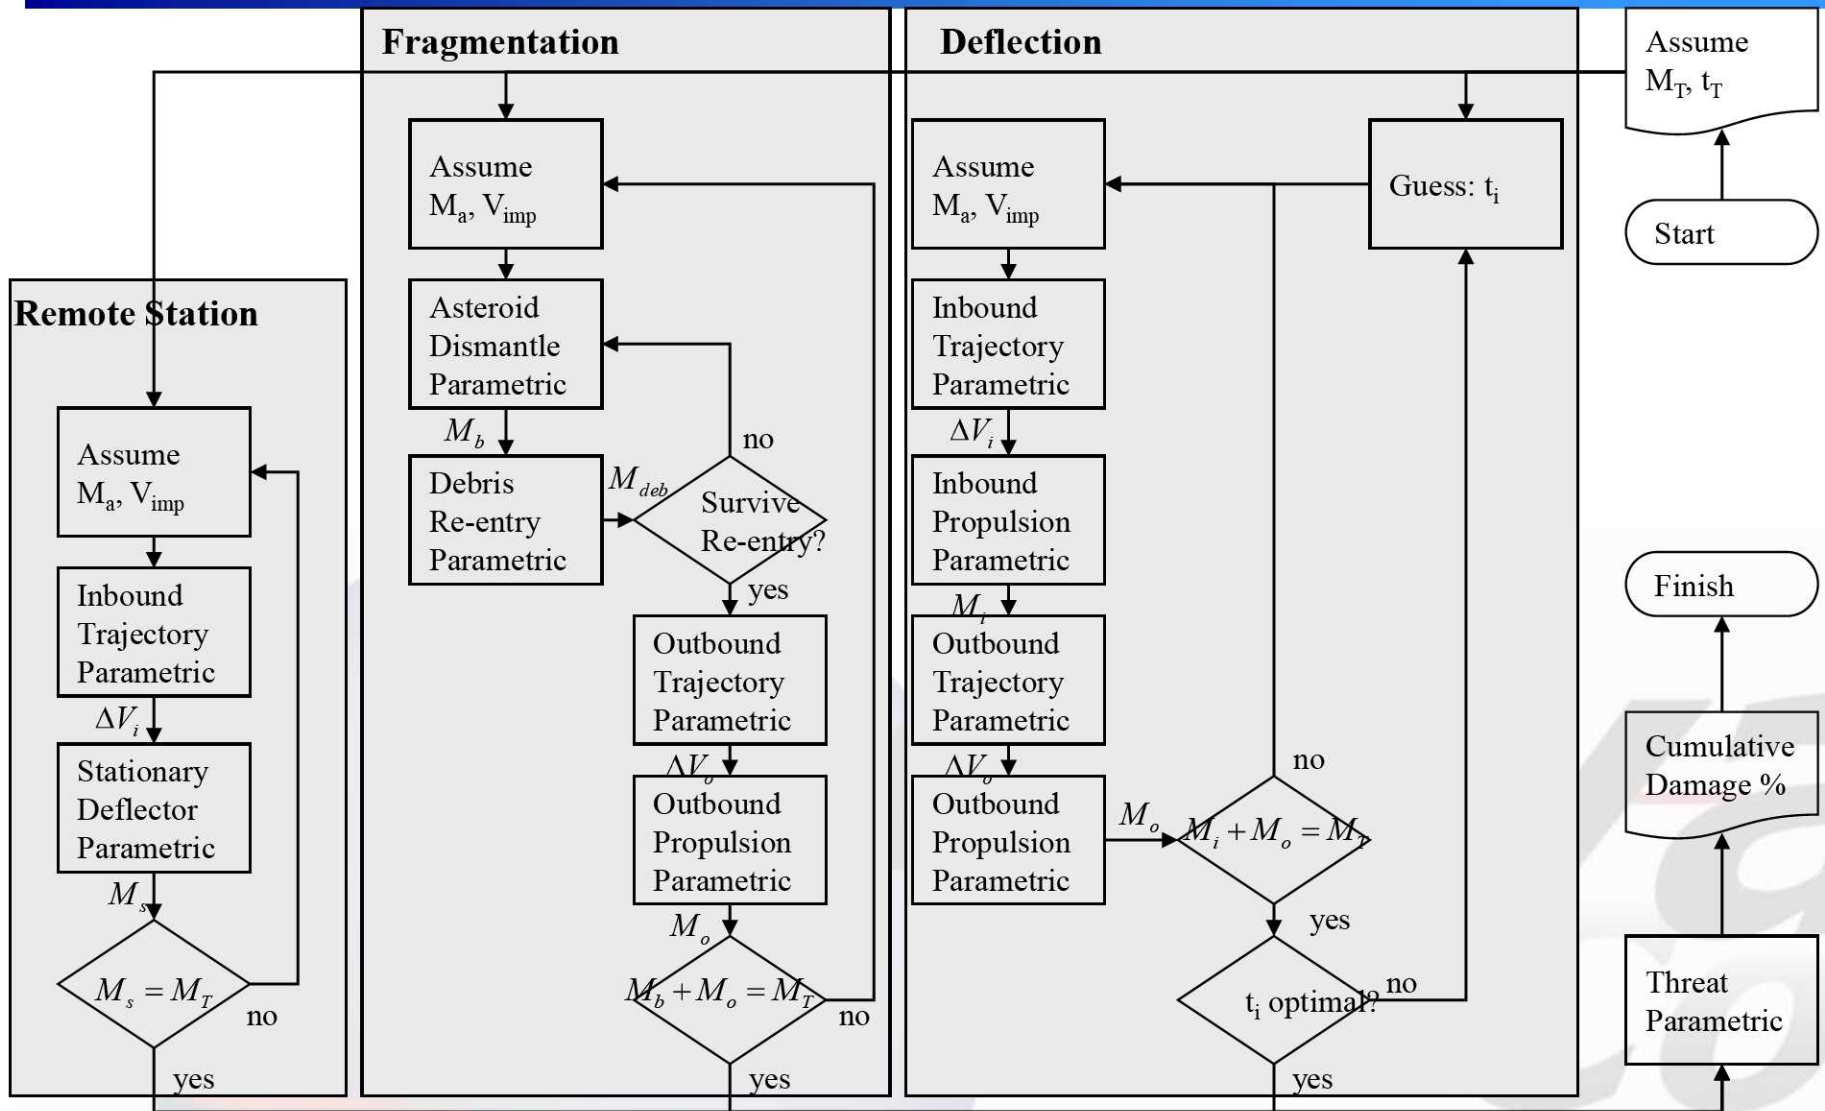 Fragmentation
Deflection
Assume
M_T, t_T
Assume
M_a, V_imp
Assume
M_a, V_imp
Guess: t_i
Start
Remote Station
Asteroid
Dismantle
Parametric
Inbound
Trajectory
Parametric
M_b
no
ΔV_i
Assume
M_a, V_imp
Debris
Re-entry
Parametric
M_deb
Survive
Re-entry?
Inbound
Propulsion
Parametric
yes
M_i
Finish
Inbound
Trajectory
Parametric
Outbound
Trajectory
Parametric
Outbound
Trajectory
Parametric
ΔV_i
ΔV_o
ΔV_o
no
Cumulative
Damage %
Stationary
Deflector
Parametric
Outbound
Propulsion
Parametric
Outbound
Propulsion
Parametric
M_o
M_i + M_o = M_T
M_s
M_o
yes
M_s = M_T
no
M_b + M_o = M_T
no
t_i optimal?
no
Threat
Parametric
yes
yes
yes